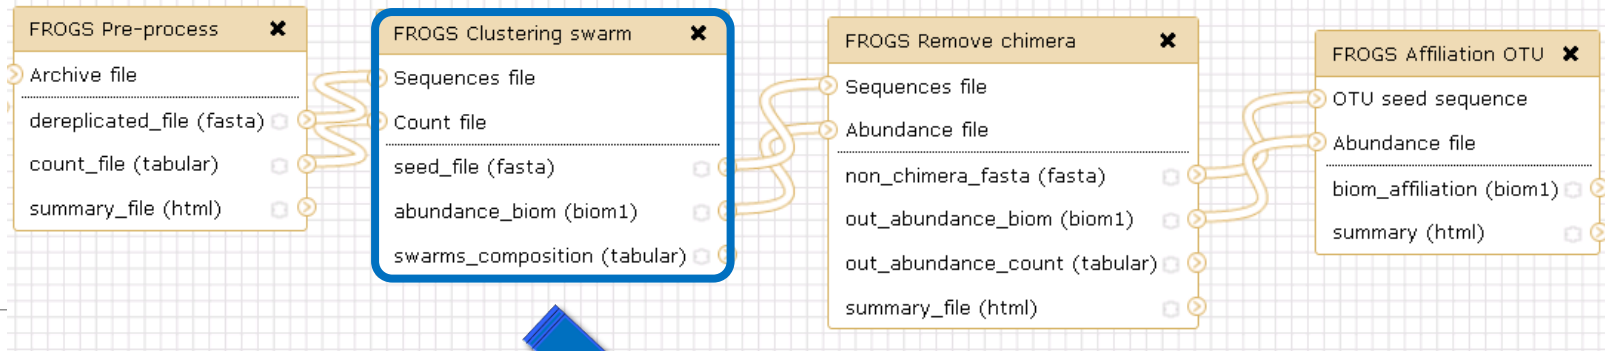 FROGS Pre-process
Archive file
dereplicated_file (fasta)
count_file (tabular)
summary_file (html)
FROGS Clustering swarm
Sequences file
Count file
seed_file (fasta)
abundance_biom (biom1)
swarms_composition (tabular)
FROGS Remove chimera
Sequences file
Abundance file
non_chimera_fasta (fasta)
out_abundance_biom (biom1)
out_abundance_count (tabular)
summary_file (html)
FROGS Affiliation OTU
OTU seed sequence
Abundance file
biom_affiliation (biom1)
summary (html)